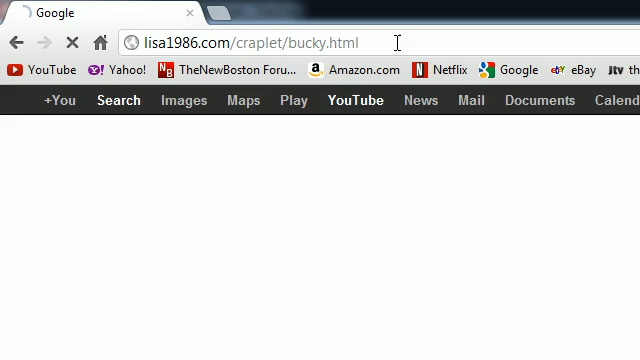 Google
lisa1986.com/craplet/bucky.html
YouTube Yahoo! TheNewBoston Foru... Amazon.com Netflix Google eBay th
+You Search Images Maps Play YouTube News Mail Documents Calend